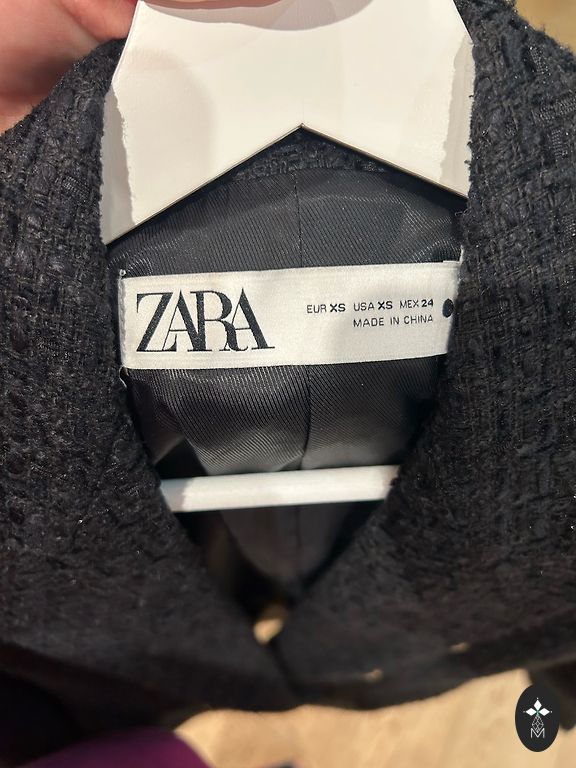 ZARA
EUR XS USA XS MEX 24
MADE IN CHINA
M